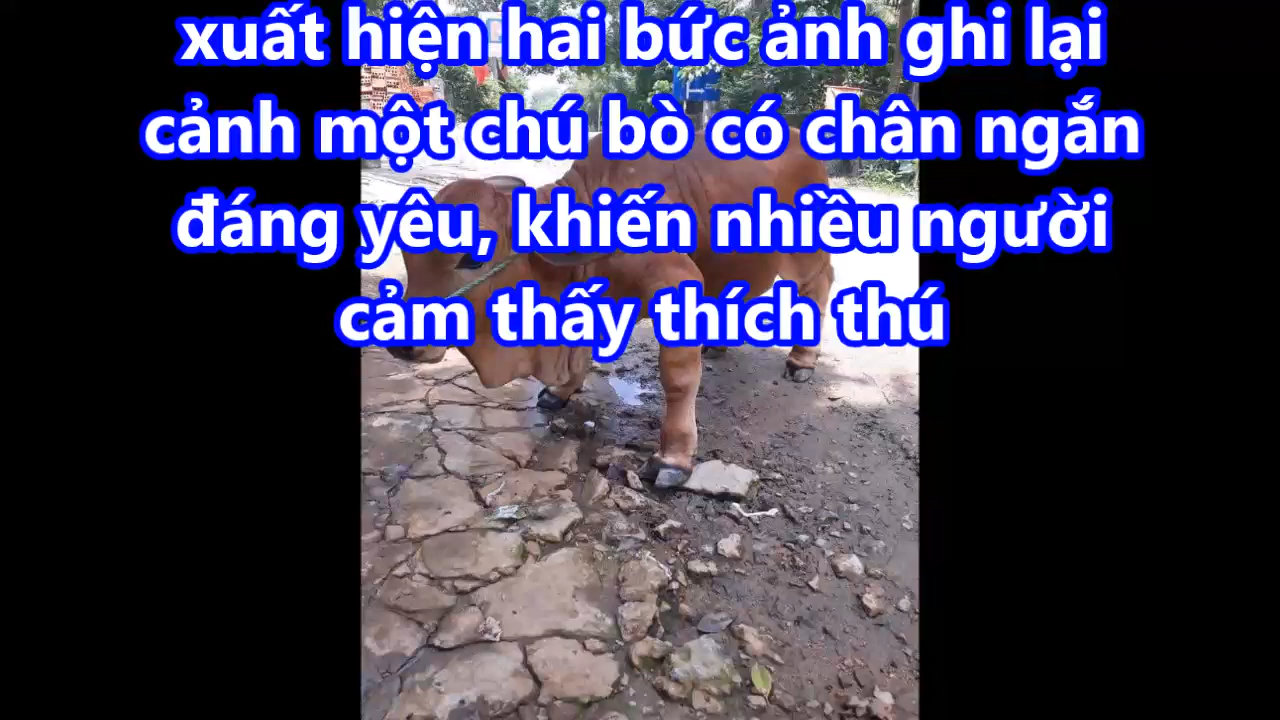 xuất hiện hai bức ảnh ghi lại
cảnh một chú bò có chân ngắn
đáng yêu, khiến nhiều người
cảm thấy thích thú